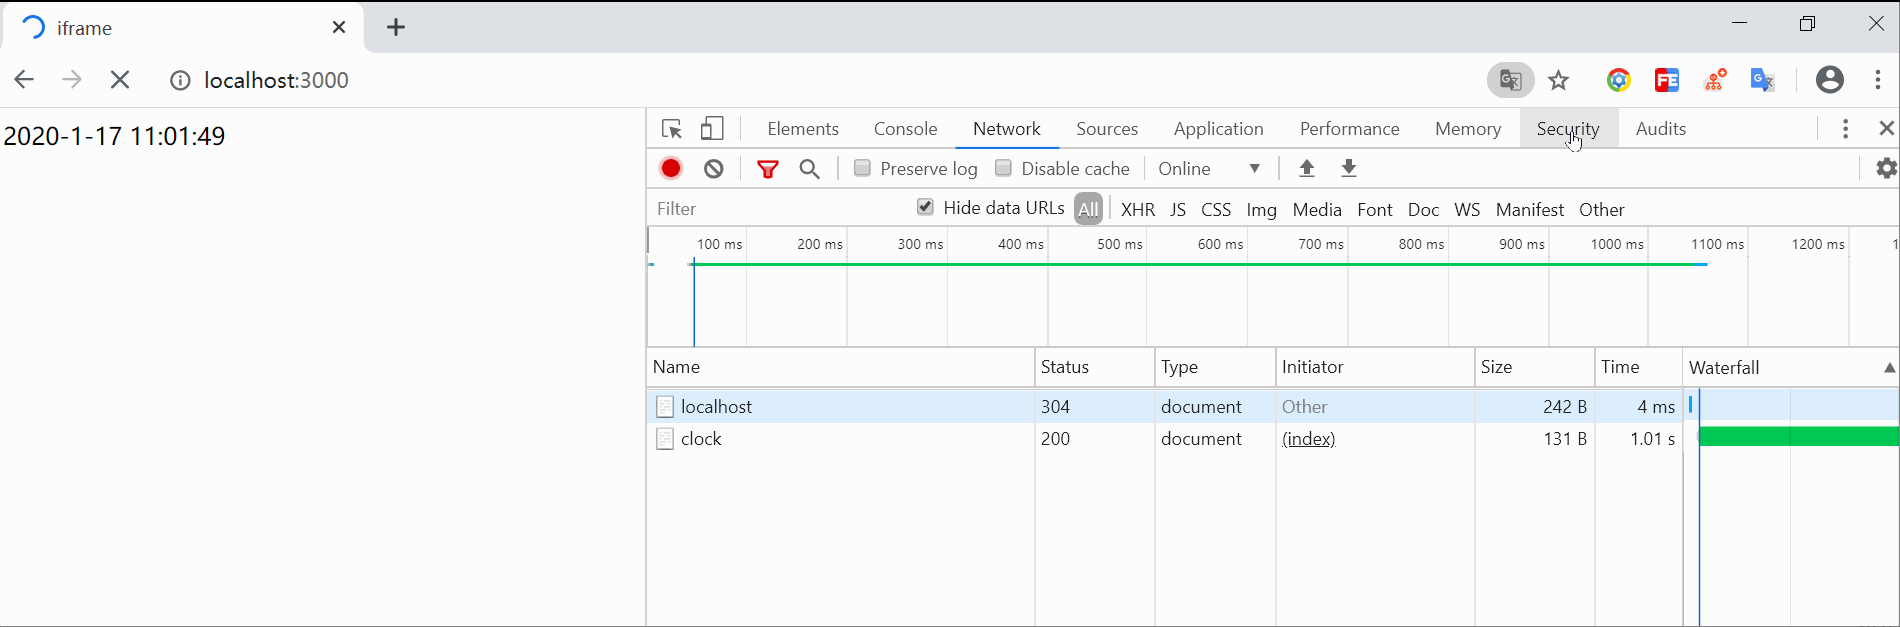 iframe
localhost:3000
2020-1-17 11:01:49
Elements Console Network Sources Application Performance Memory Security Audits
Preserve log Disable cache Online
Filter Hide data URLs All XHR JS CSS Img Media Font Doc WS Manifest Other
100 ms 200 ms 300 ms 400 ms 500 ms 600 ms 700 ms 800 ms 900 ms 1000 ms 1100 ms 1200 ms 1
Name Status Type Initiator Size Time Waterfall
localhost 304 document Other 242 B 4 ms
clock 200 document (index) 131 B 1.01 s
FE
G